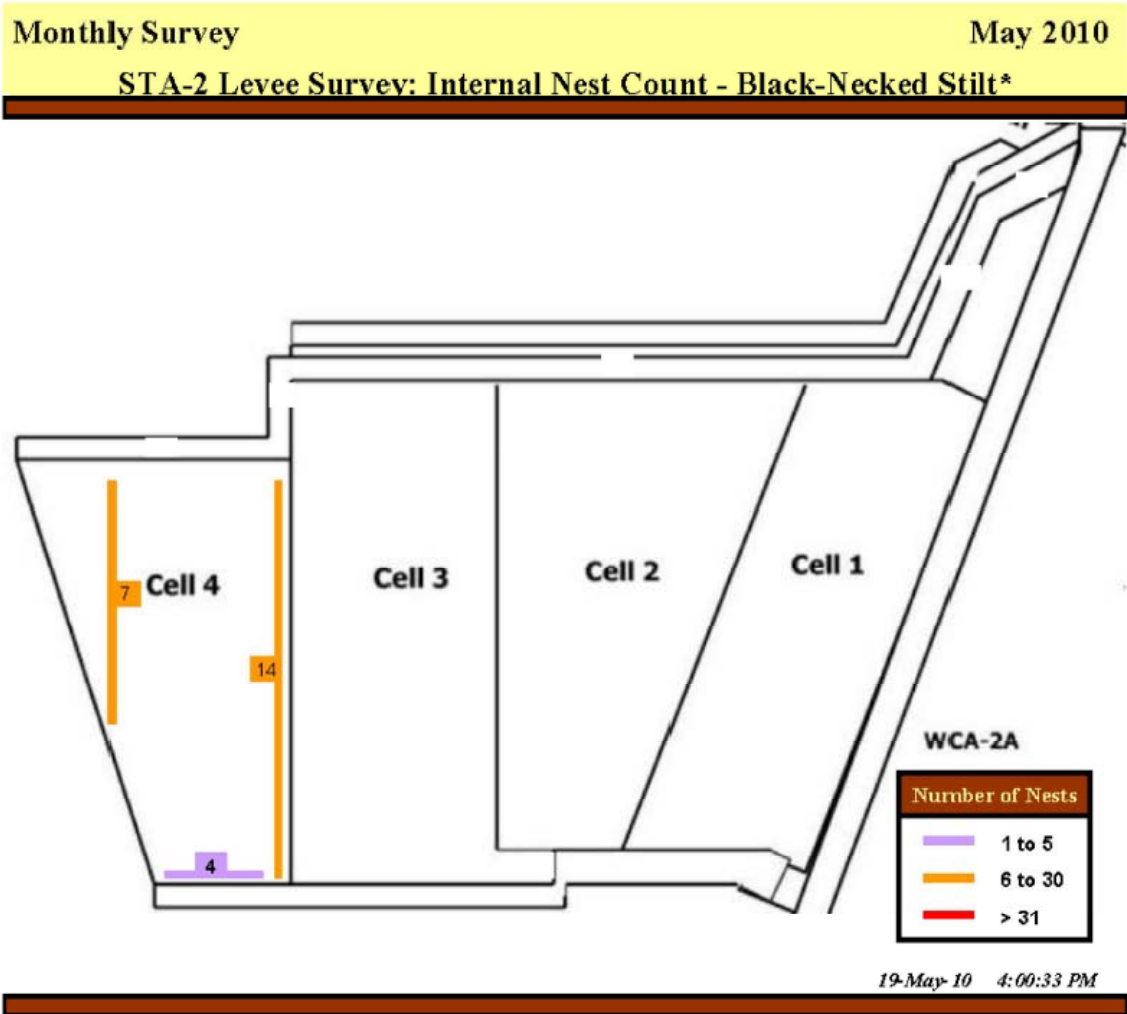 Monthly Survey May 2010
STA-2 Levee Survey: Internal Nest Count - Black-Necked Stilt*
Cell 4
Cell 3
Cell 2
Cell 1
7
14
4
WCA-2A
Number of Nests
1 to 5
6 to 30
> 31
19-May-10 4:00:33 PM